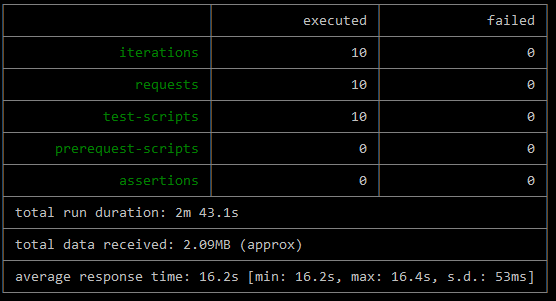 executed failed
iterations 10 0
requests 10 0
test-scripts 10 0
prerequest-scripts 0 0
assertions 0 0
total run duration: 2m 43.1s
total data received: 2.09MB (approx)
average response time: 16.2s [min: 16.2s, max: 16.4s, s.d.: 53ms]